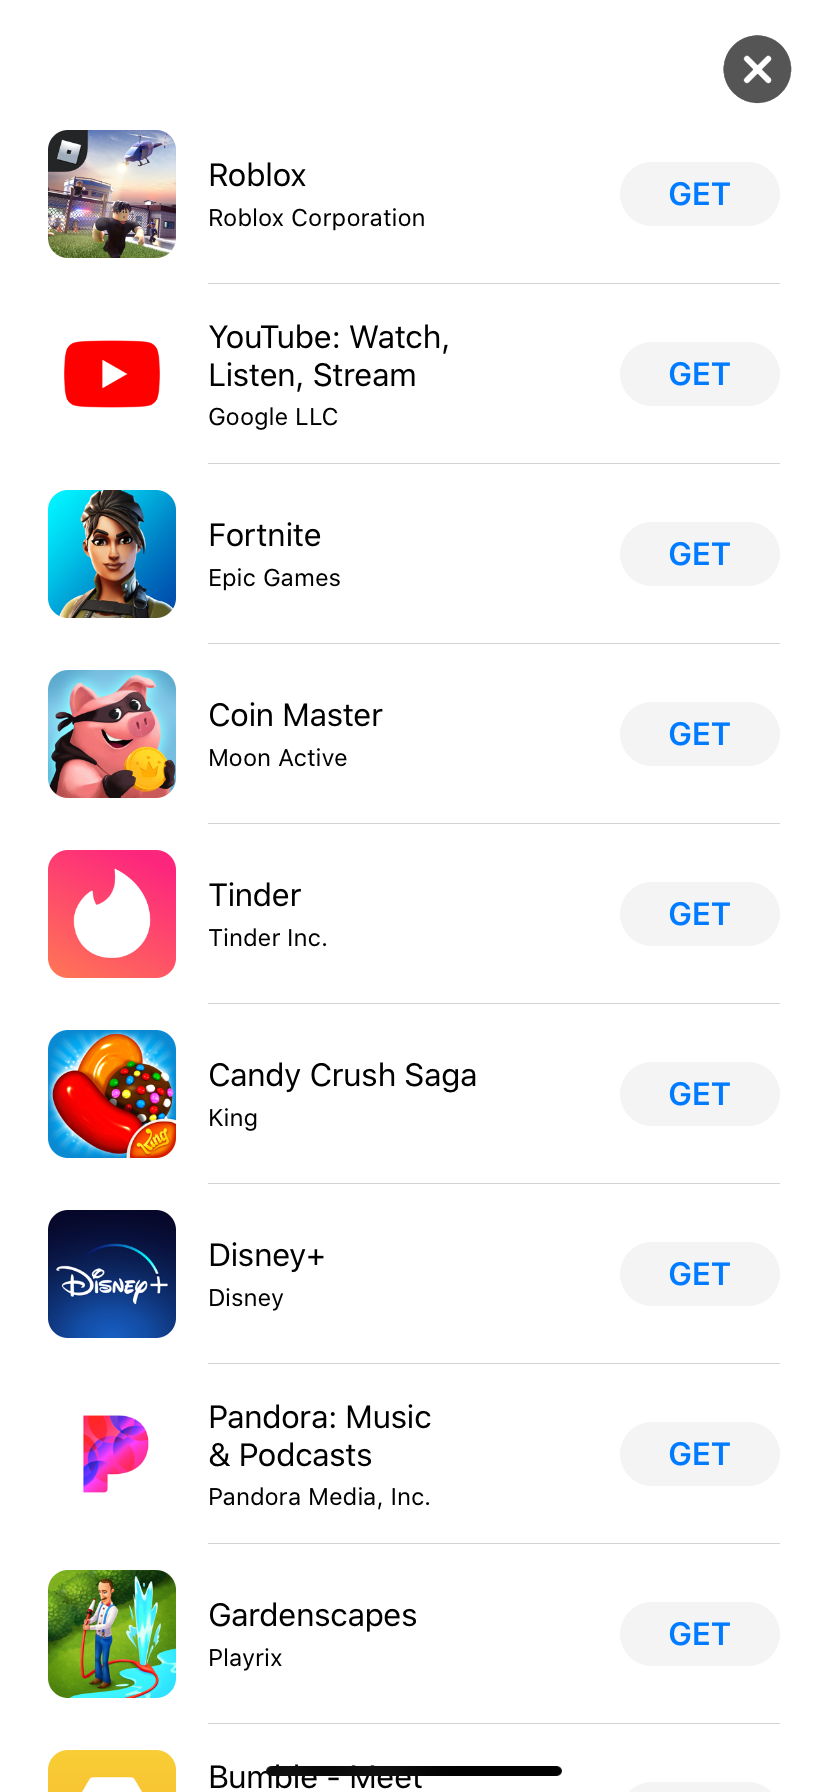 Roblox
Roblox Corporation
GET
YouTube: Watch,
Listen, Stream
Google LLC
GET
Fortnite
Epic Games
GET
Coin Master
Moon Active
GET
Tinder
Tinder Inc.
GET
Candy Crush Saga
King
King
GET
Disney+
Disney+
Disney
GET
Pandora: Music
& Podcasts
Pandora Media, Inc.
GET
Gardenscapes
Playrix
GET
Bumble - Meet